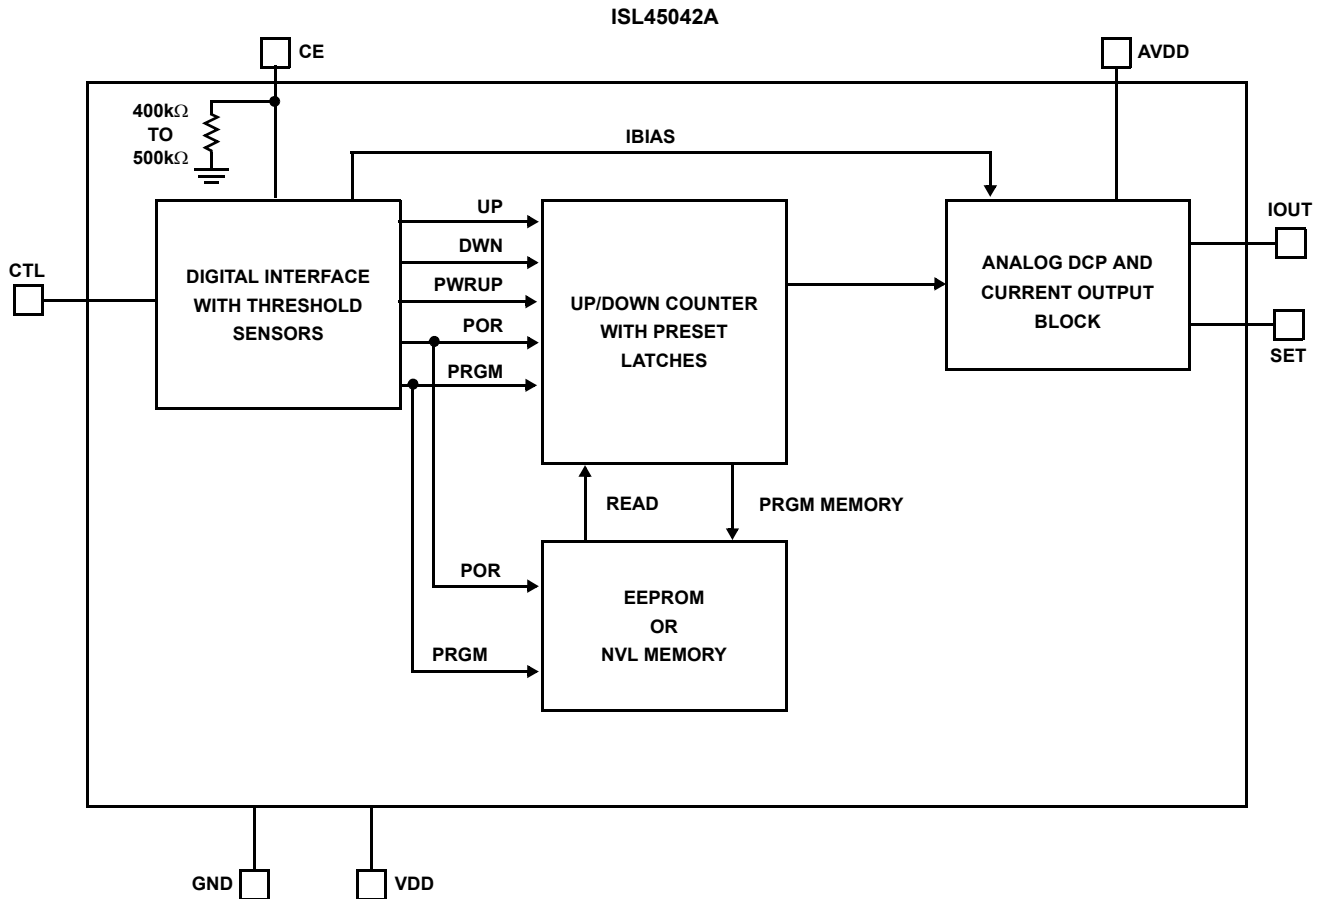 ISL45042A
CE
AVDD
400kΩ
TO
500kΩ
IBIAS
UP
DWN
PWRUP
POR
PRGM
IOUT
SET
CTL
DIGITAL INTERFACE
WITH THRESHOLD
SENSORS
UP/DOWN COUNTER
WITH PRESET
LATCHES
ANALOG DCP AND
CURRENT OUTPUT
BLOCK
READ
PRGM MEMORY
POR
PRGM
EEPROM
OR
NVL MEMORY
GND
VDD